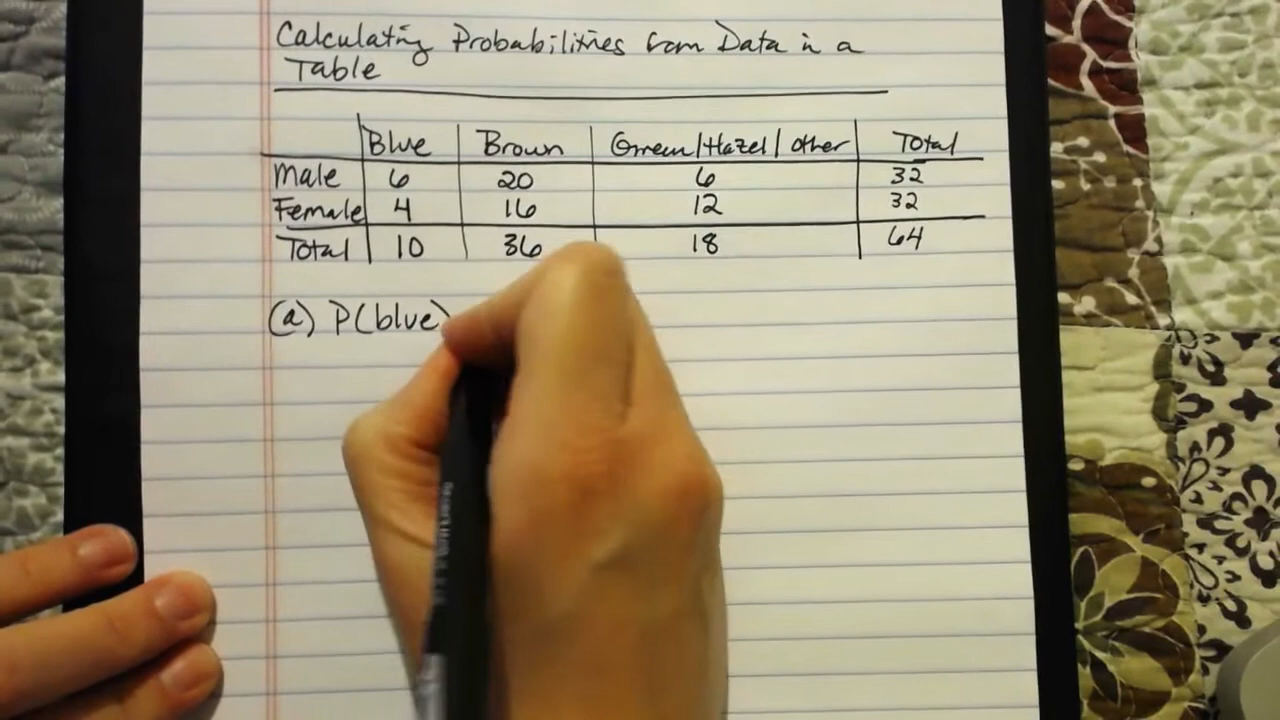 Calculating Probabilities from Data in a
Table
Blue Brown Green/Hazel/other Total
Male 6 20 6 32
Female 4 16 12 32
Total 10 36 18 64
(a) P(blue)